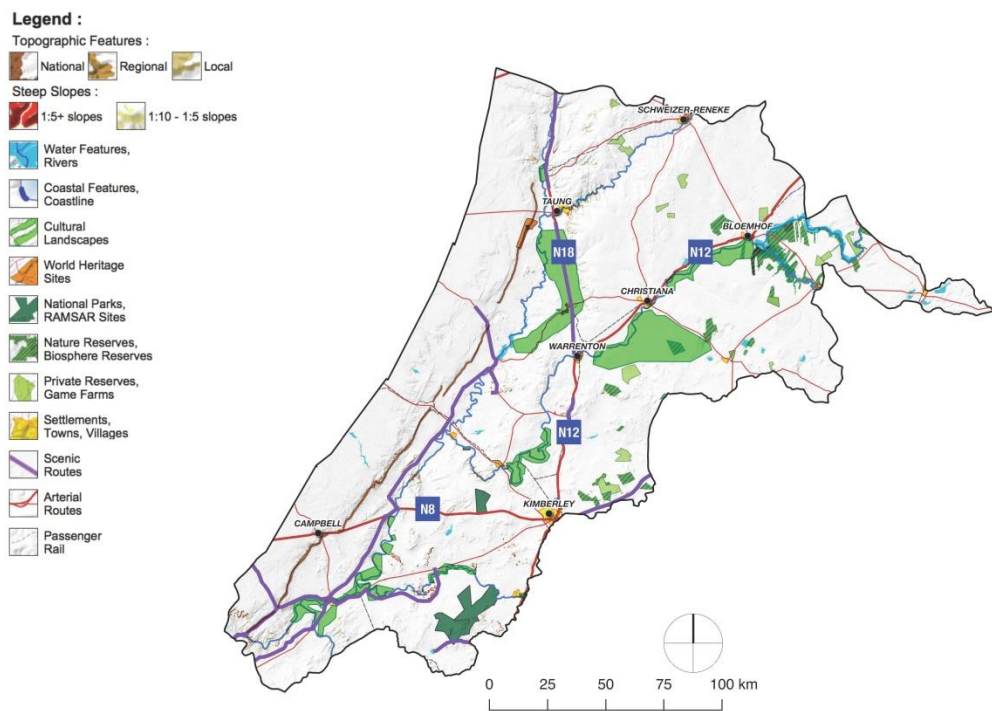 Legend :
Topographic Features :
National Regional Local
Steep Slopes :
1:5+ slopes 1:10 - 1:5 slopes
Water Features,
Rivers
Coastal Features,
Coastline
Cultural
Landscapes
World Heritage
Sites
National Parks,
RAMSAR Sites
Nature Reserves,
Biosphere Reserves
Private Reserves,
Game Farms
Settlements,
Towns, Villages
Scenic
Routes
Arterial
Routes
Passenger
Rail
SCHWEIZER-RENEKE
TAUNG
BLOEMHOF
N18
N12
CHRISTIANA
WARRENTON
N12
KIMBERLEY
N8
CAMPBELL
0 25 50 75 100 km